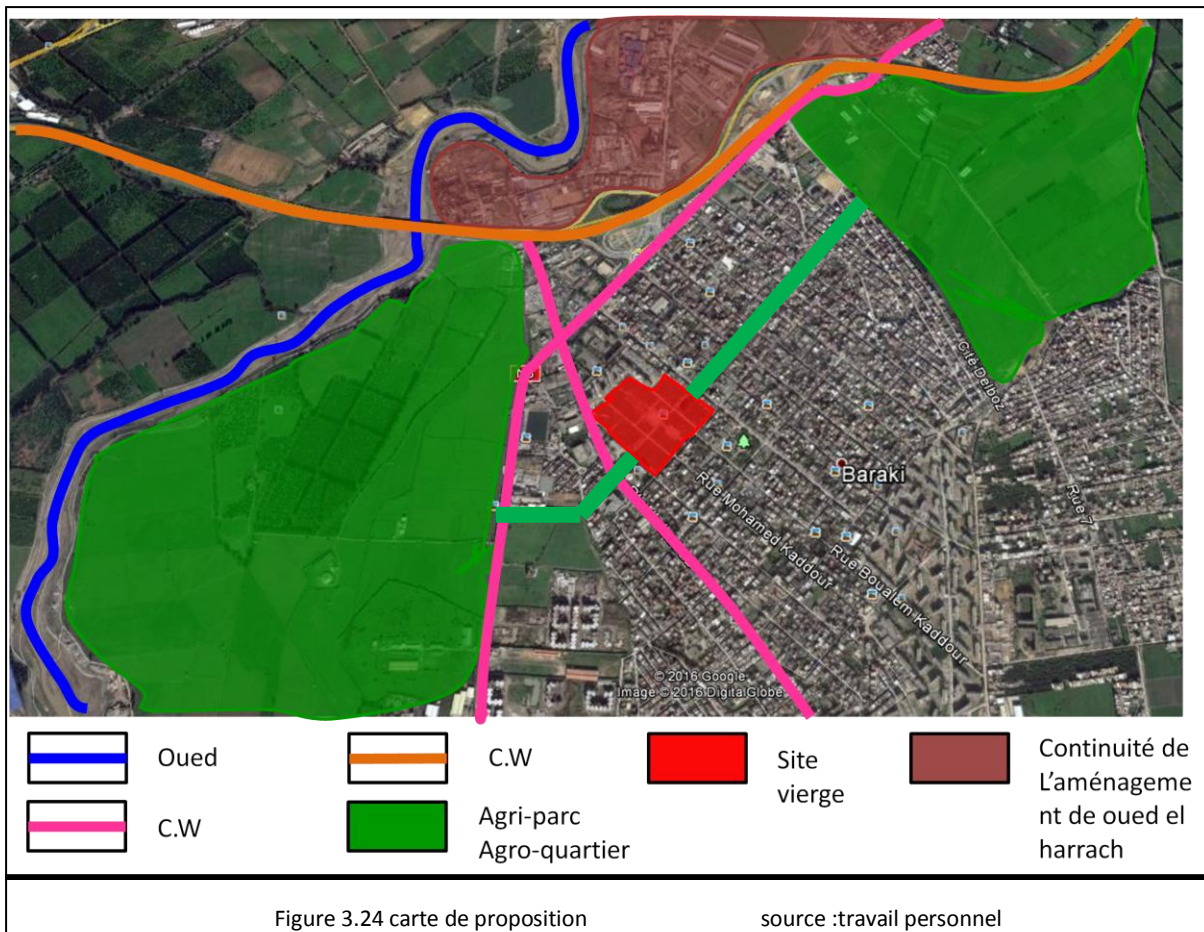 Cité Delboz
Baraki
Rue 7
Rue Mohamed Kaddour
Rue Boualem Kaddour
© 2016 Google
Image © 2016 DigitalGlobe
Oued
C.W
Site
vierge
Continuité de
L’aménageme
nt de oued el
harrach
C.W
Agri-parc
Agro-quartier
Figure 3.24 carte de proposition source :travail personnel